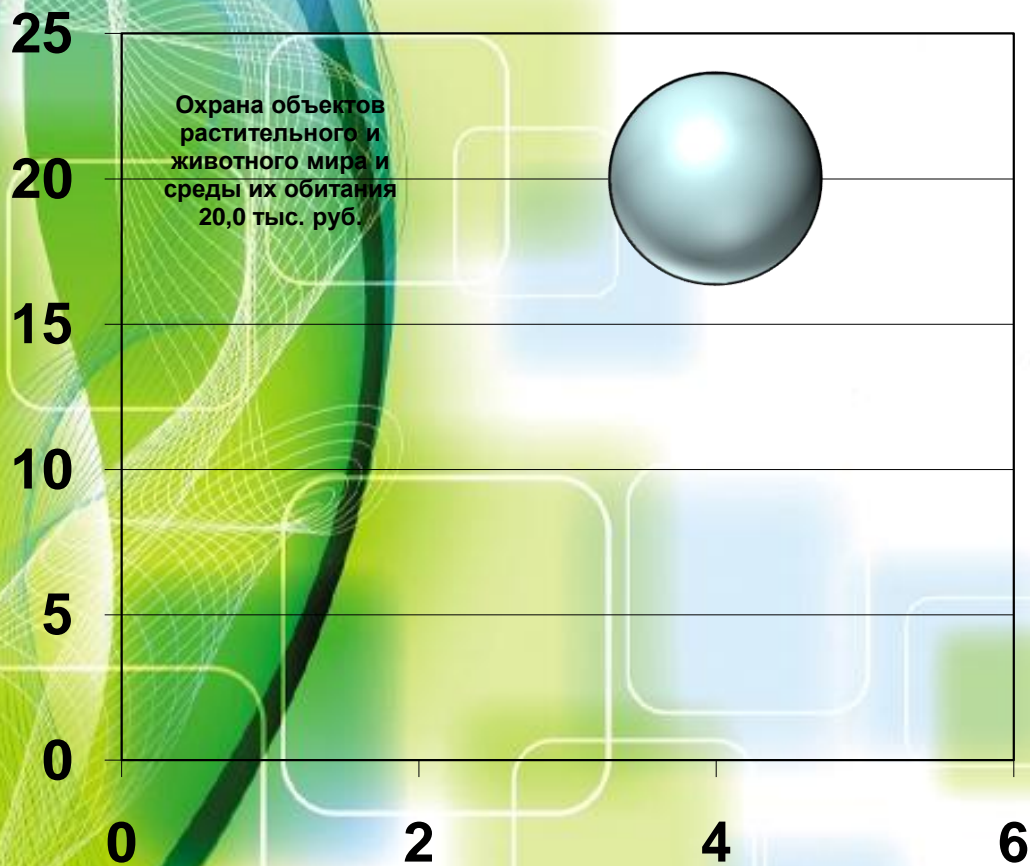 25
Охрана объектов
растительного и
животного мира и
среды их обитания
20,0 тыс. руб.
20
15
10
5
0
0 2 4 6